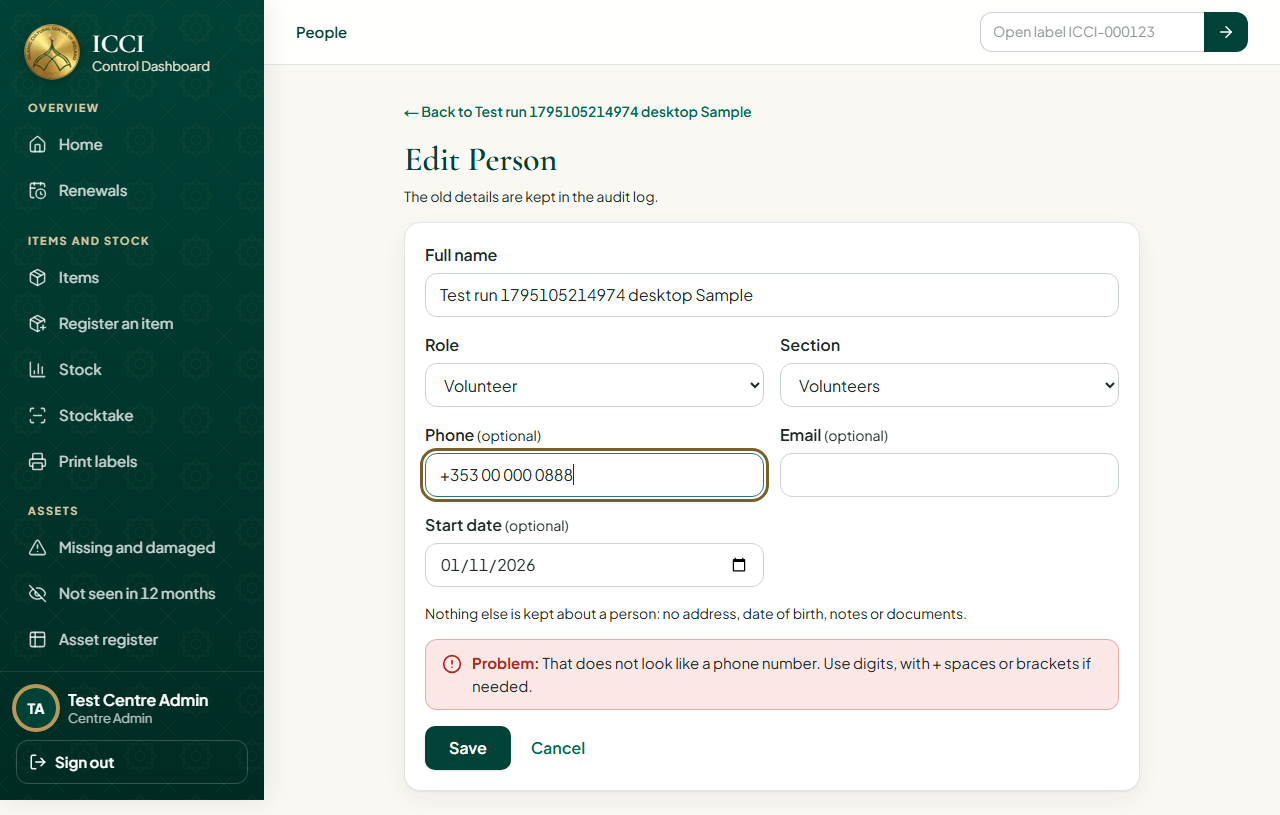 ICCI
Control Dashboard
OVERVIEW
Home
Renewals
ITEMS AND STOCK
Items
Register an item
Stock
Stocktake
Print labels
ASSETS
Missing and damaged
Not seen in 12 months
Asset register
TA
Test Centre Admin
Centre Admin
Sign out
People
Open label ICCI-000123
← Back to Test run 1795105214974 desktop Sample
Edit Person
The old details are kept in the audit log.
Full name
Test run 1795105214974 desktop Sample
Role
Section
Volunteer
Volunteers
Phone (optional)
Email (optional)
+353 00 000 0888
Start date (optional)
01/11/2026
Nothing else is kept about a person: no address, date of birth, notes or documents.
Problem: That does not look like a phone number. Use digits, with + spaces or brackets if
needed.
Save
Cancel